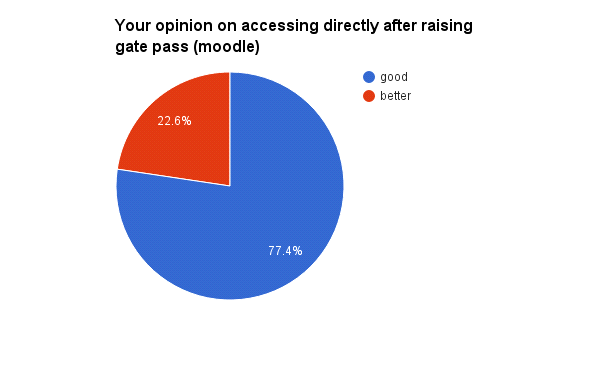 Your opinion on accessing directly after raising
gate pass (moodle)
good
better
22.6%
77.4%